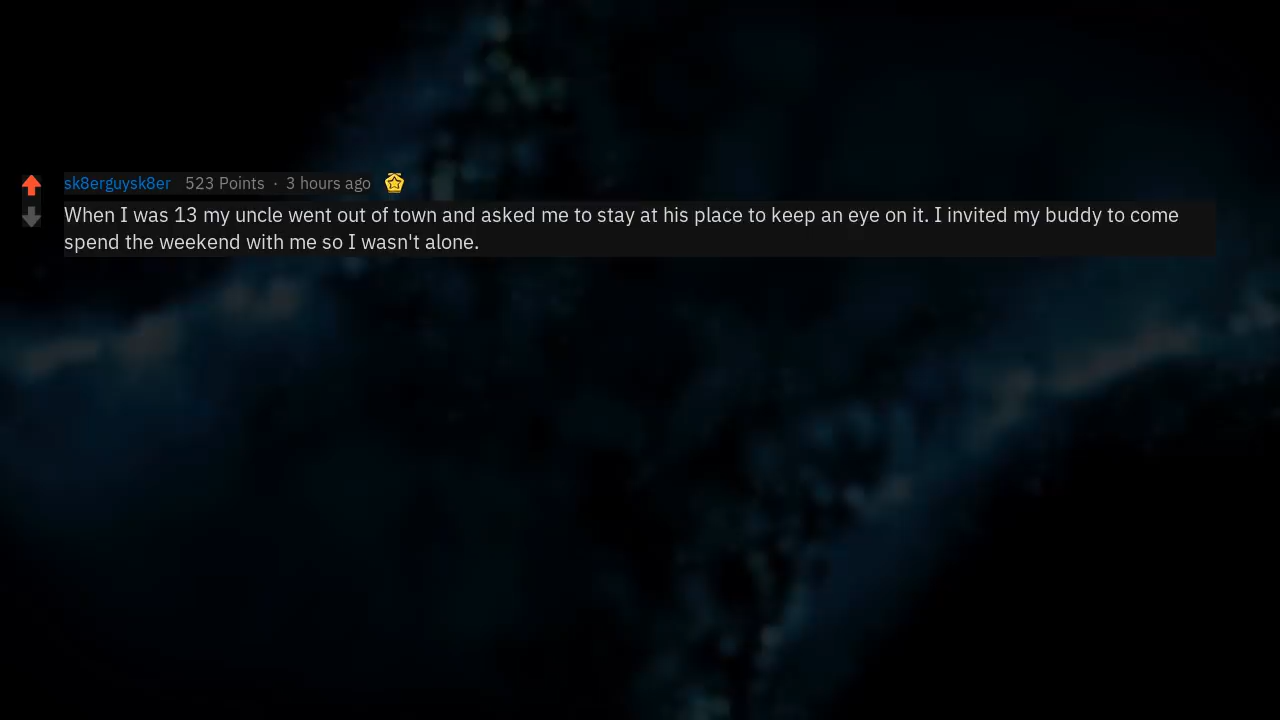 sk8erguysk8er 523 Points · 3 hours ago
When I was 13 my uncle went out of town and asked me to stay at his place to keep an eye on it. I invited my buddy to come
spend the weekend with me so I wasn't alone.